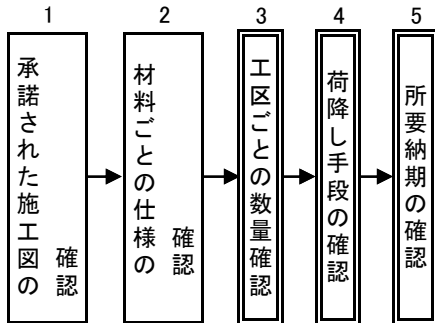 1
承諾された施工図の
確認
2
材料ごとの仕様の
確認
3
工区ごとの数量確認
4
荷降し手段の確認
5
所要納期の確認